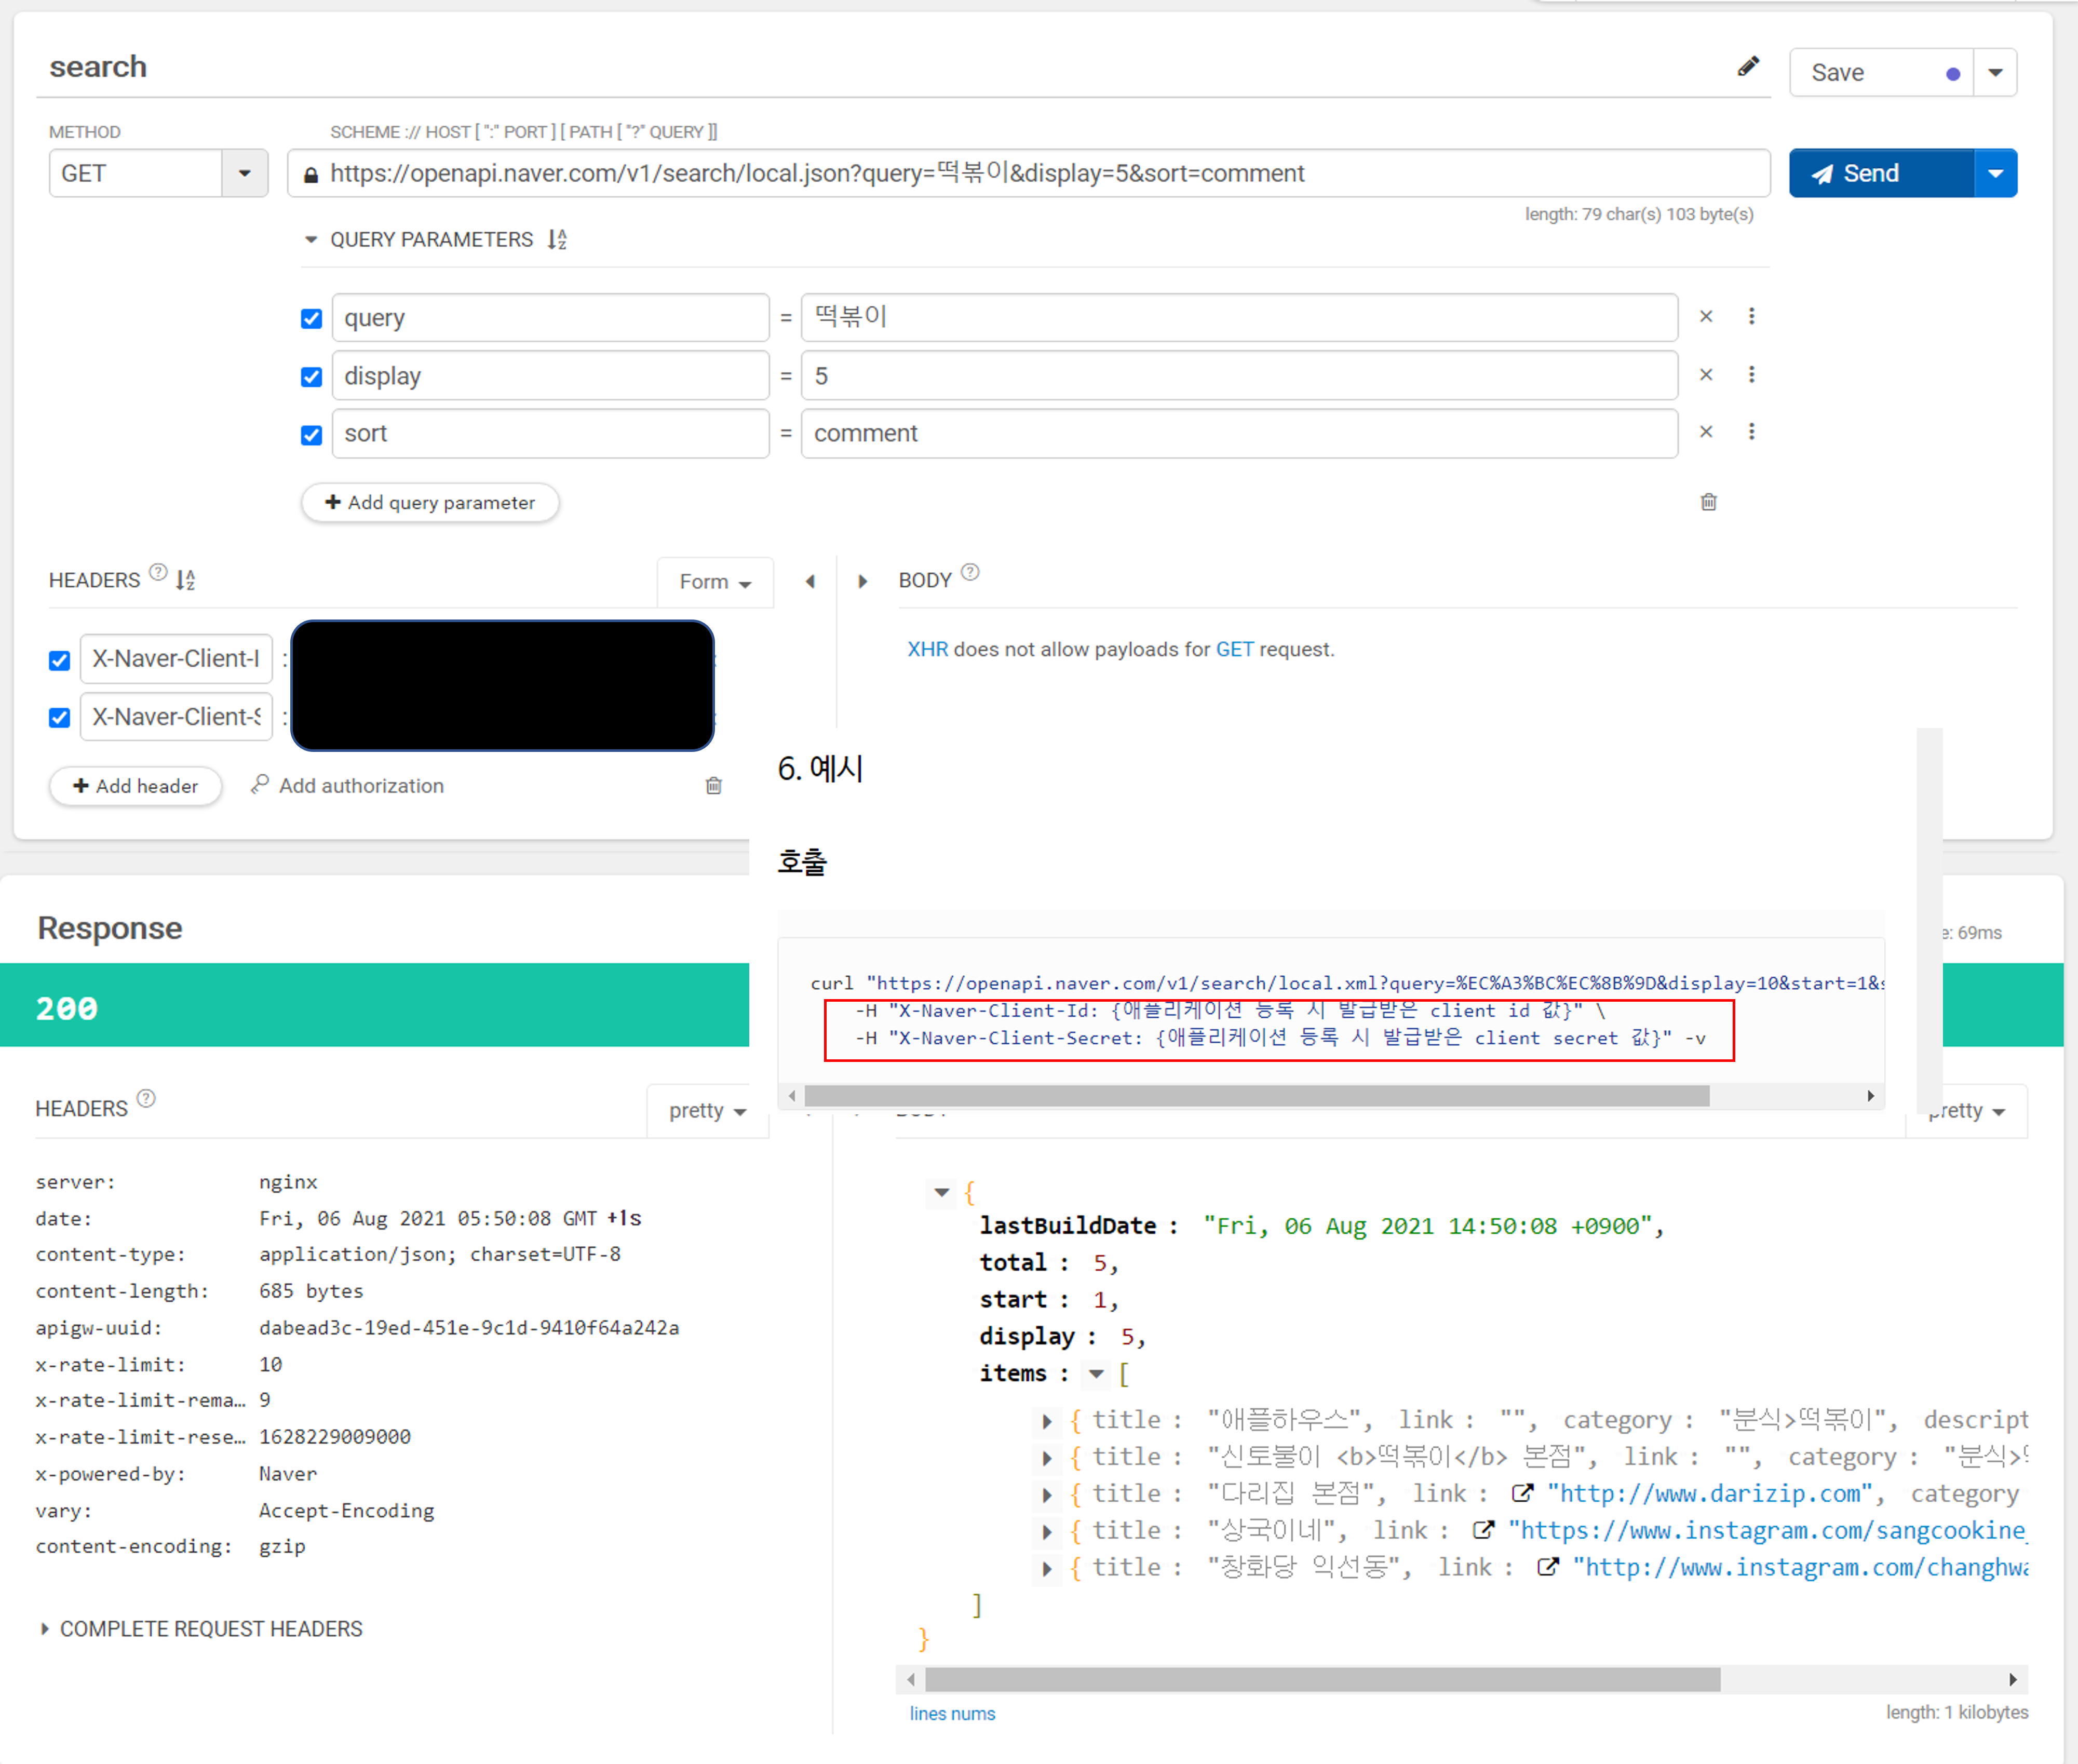 search
Save
METHOD
SCHEME :// HOST [ ":" PORT ] [ PATH [ "?" QUERY ]]
GET
https://openapi.naver.com/v1/search/local.json?query=떡볶이&display=5&sort=comment
Send
length: 79 char(s) 103 byte(s)
QUERY PARAMETERS
query = 떡볶이
display = 5
sort = comment
+ Add query parameter
HEADERS
Form
BODY
X-Naver-Client-I :
XHR does not allow payloads for GET request.
X-Naver-Client-S :
+ Add header
Add authorization
6. 예시
호출
Response
e: 69ms
200
curl "https://openapi.naver.com/v1/search/local.xml?query=%EC%A3%BC%EC%8B%9D&display=10&start=1&s
-H "X-Naver-Client-Id: {애플리케이션 등록 시 발급받은 client id 값}" \
-H "X-Naver-Client-Secret: {애플리케이션 등록 시 발급받은 client secret 값}" -v
HEADERS
pretty
pretty
server: nginx
date: Fri, 06 Aug 2021 05:50:08 GMT +1s
content-type: application/json; charset=UTF-8
content-length: 685 bytes
apigw-uuid: dabead3c-19ed-451e-9c1d-9410f64a242a
x-rate-limit: 10
x-rate-limit-rema... 9
x-rate-limit-rese... 1628229009000
x-powered-by: Naver
vary: Accept-Encoding
content-encoding: gzip
COMPLETE REQUEST HEADERS
{
lastBuildDate : "Fri, 06 Aug 2021 14:50:08 +0900",
total : 5,
start : 1,
display : 5,
items : [
{ title : "애플하우스", link : "", category : "분식>떡볶이", descript
{ title : "신토불이 <b>떡볶이</b> 본점", link : "", category : "분식>
{ title : "다리집 본점", link : "http://www.darizip.com", category
{ title : "상국이네", link : "https://www.instagram.com/sangcookine_
{ title : "창화당 익선동", link : "http://www.instagram.com/changhwa
]
}
lines nums
length: 1 kilobytes